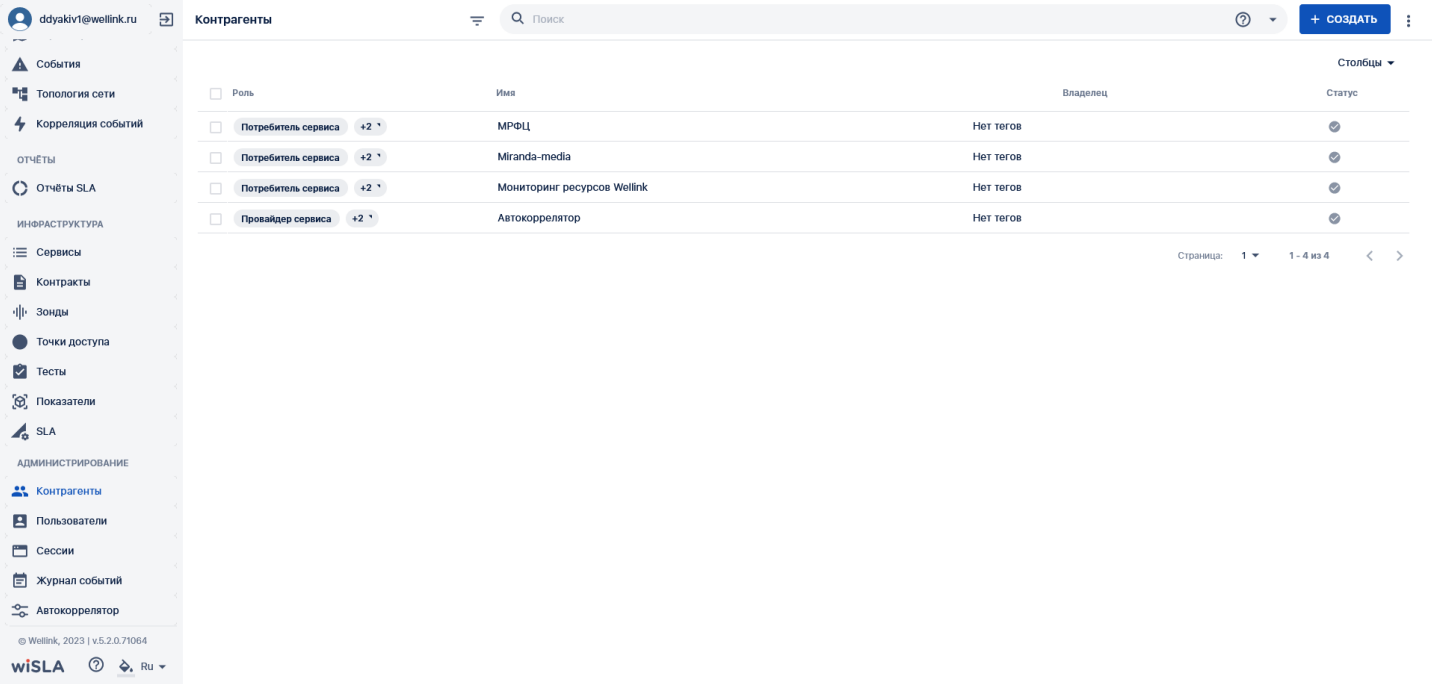 ddyakiv1@wellink.ru
Контрагенты
Поиск
СОЗДАТЬ
События
Топология сети
Корреляция событий
ОТЧЁТЫ
Отчёты SLA
ИНФРАСТРУКТУРА
Сервисы
Контракты
Зонды
Точки доступа
Тесты
Показатели
SLA
АДМИНИСТРИРОВАНИЕ
Контрагенты
Пользователи
Сессии
Журнал событий
Автокоррелятор
© Wellink, 2023 | v.5.2.0.71064
wiSLA Ru
Столбцы
Роль Имя Владелец Статус
Потребитель сервиса +2 МРФЦ Нет тегов
Потребитель сервиса +2 Miranda-media Нет тегов
Потребитель сервиса +2 Мониторинг ресурсов Wellink Нет тегов
Провайдер сервиса +2 Автокоррелятор Нет тегов
Страница: 1 1 - 4 из 4